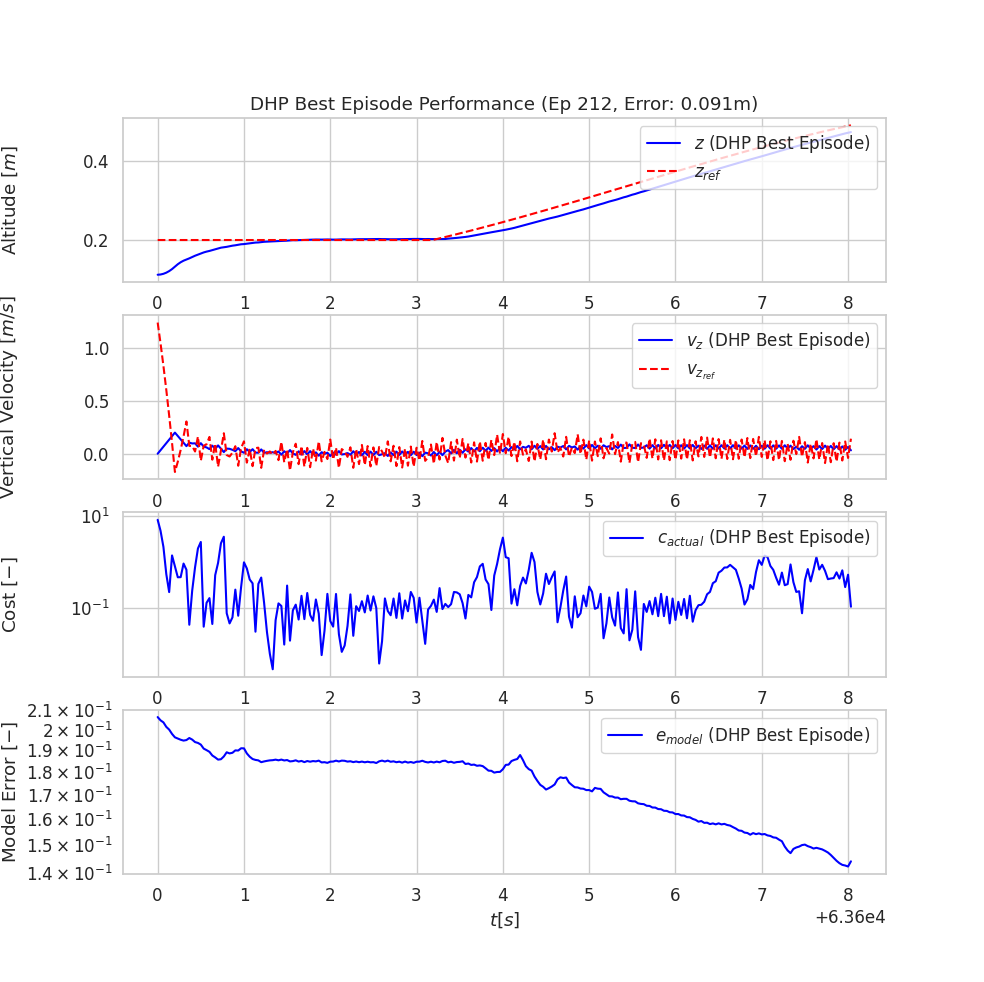 DHP Best Episode Performance (Ep 212, Error: 0.091m)
Altitude [m]
0.4
0.2
z (DHP Best Episode)
z_ref
0 1 2 3 4 5 6 7 8
Vertical Velocity [m/s]
1.0
0.5
0.0
v_z (DHP Best Episode)
v_z_ref
0 1 2 3 4 5 6 7 8
Cost [−]
10^1
10^−1
c_actual (DHP Best Episode)
0 1 2 3 4 5 6 7 8
Model Error [−]
2.1 × 10^−1
2 × 10^−1
1.9 × 10^−1
1.8 × 10^−1
1.7 × 10^−1
1.6 × 10^−1
1.5 × 10^−1
1.4 × 10^−1
e_model (DHP Best Episode)
0 1 2 3 4 5 6 7 8
t[s]
+6.36e4